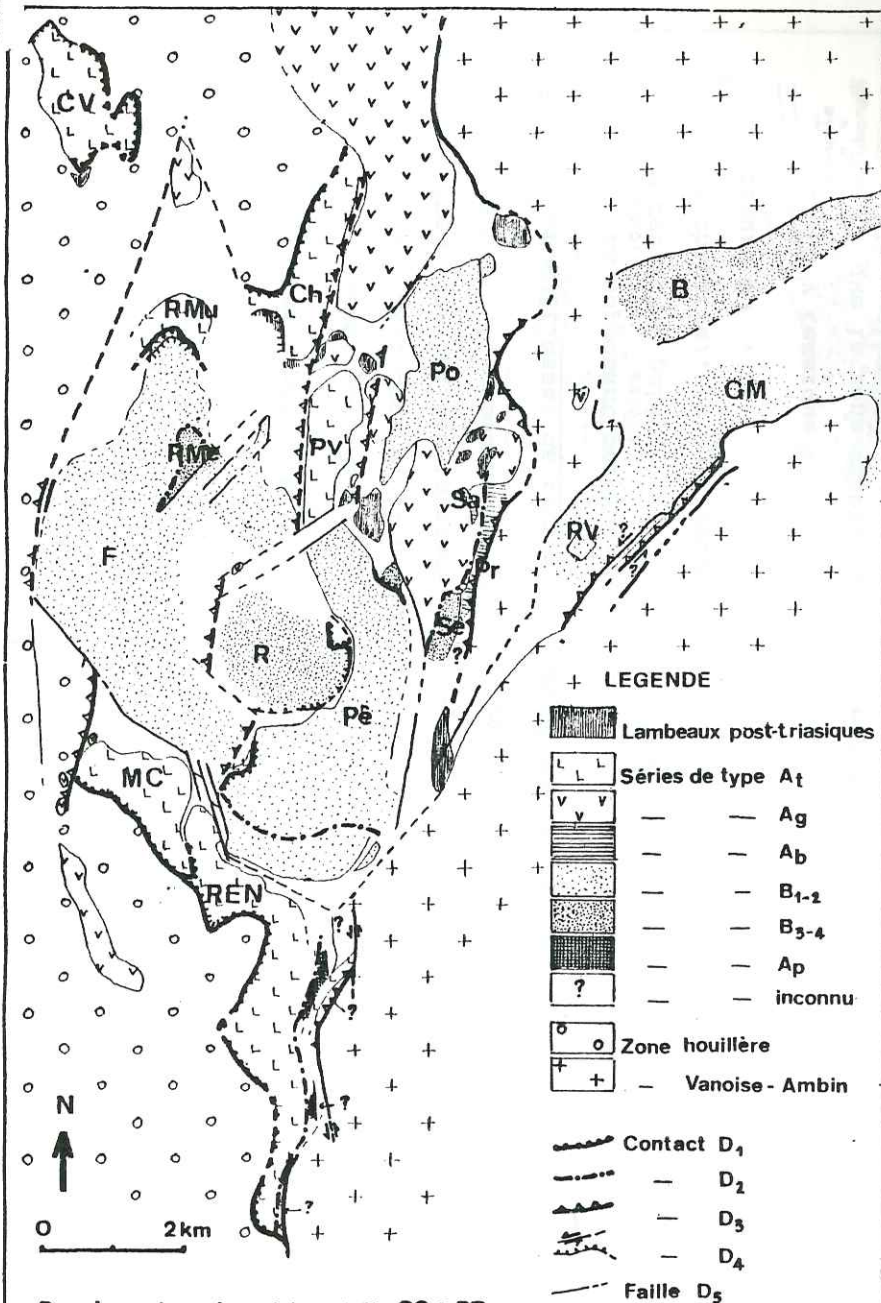 CV
RMu
Ch
B
Po
GM
RMe
PV
Sa
F
RV
Pr
R
Pê
MC
REN
?
?
?
?
?
?
?
N
0 2km
LEGENDE
Lambeaux post-triasiques
Séries de type At
— — Ag
— — Ab
— — B1-2
— — B3-4
— — Ap
? — — inconnu
Zone houillère
— Vanoise-Ambin
Contact D1
— D2
— D3
— D4
Faille D5